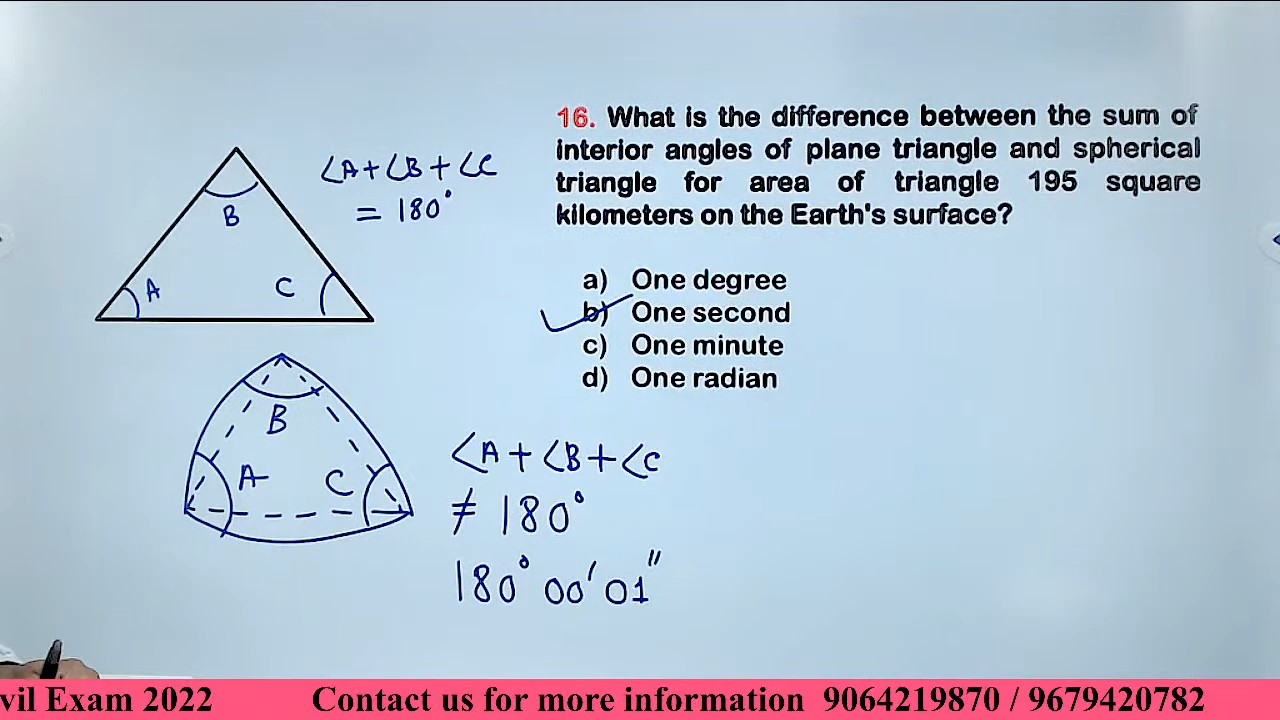 16. What is the difference between the sum of
interior angles of plane triangle and spherical
triangle for area of triangle 195 square
kilometers on the Earth's surface?
a) One degree
b) One second
c) One minute
d) One radian
∠A+∠B+∠C
= 180°
B
A
C
B
A
C
∠A+∠B+∠C
≠ 180°
180° 00' 01"
vil Exam 2022 Contact us for more information 9064219870 / 9679420782